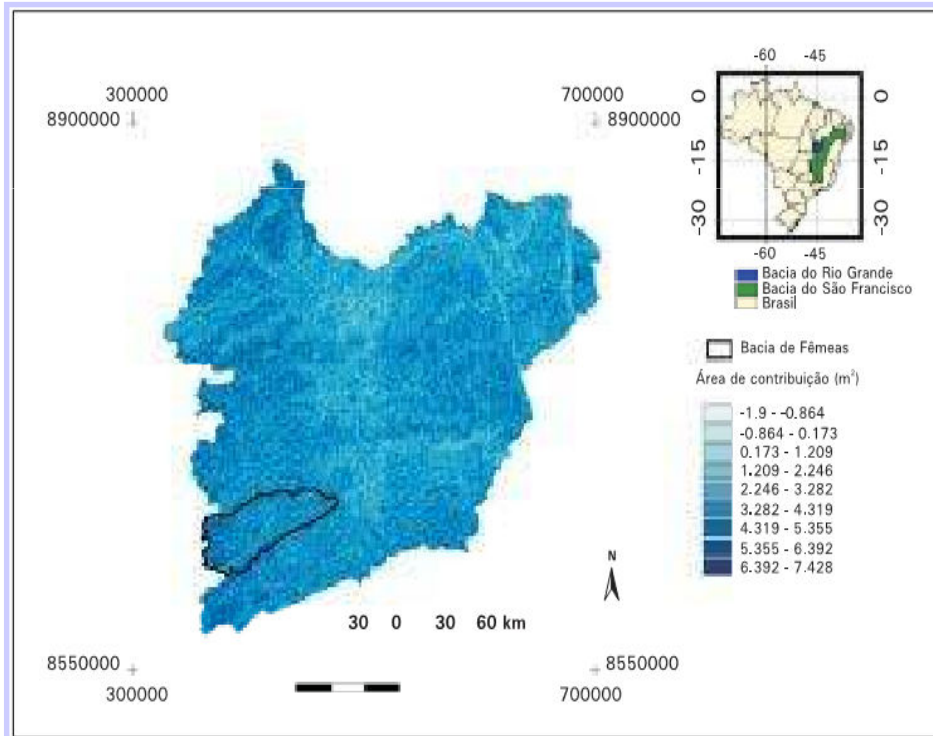 -60 -45
300000 700000
8900000 8900000
0 0
-15 -15
-30 -30
-60 -45
Bacia do Rio Grande
Bacia do São Francisco
Brasil
Bacia de Fêmeas
Área de contribuição (m²)
-1.9 - -0.864
-0.864 - 0.173
0.173 - 1.209
1.209 - 2.246
2.246 - 3.282
3.282 - 4.319
4.319 - 5.355
5.355 - 6.392
6.392 - 7.428
N
30 0 30 60 km
8550000 8550000
300000 700000